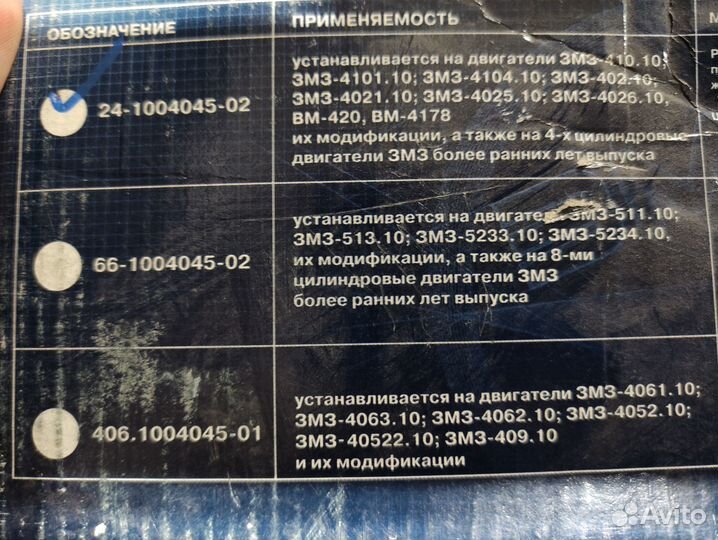 ОБОЗНАЧЕНИЕ
ПРИМЕНЯЕМОСТЬ
24-1004045-02
устанавливается на двигатели ЗМЗ-410.10;
ЗМЗ-4101.10; ЗМЗ-4104.10; ЗМЗ-402.10;
ЗМЗ-4021.10; ЗМЗ-4025.10; ЗМЗ-4026.10,
ВМ-420, ВМ-4178
их модификации, а также на 4-х цилиндровые
двигатели ЗМЗ более ранних лет выпуска
66-1004045-02
устанавливается на двигатели ЗМЗ-511.10;
ЗМЗ-513.10; ЗМЗ-5233.10; ЗМЗ-5234.10,
их модификации, а также на 8-ми
цилиндровые двигатели ЗМЗ
более ранних лет выпуска
406.1004045-01
устанавливается на двигатели ЗМЗ-4061.10;
ЗМЗ-4063.10; ЗМЗ-4062.10; ЗМЗ-4052.10;
ЗМЗ-40522.10; ЗМЗ-409.10
и их модификации
Avito